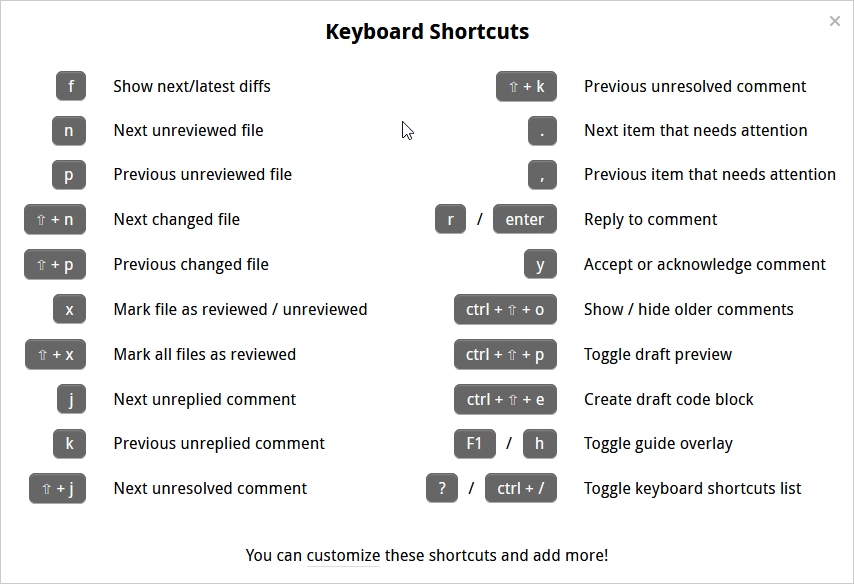 Keyboard Shortcuts
×
f Show next/latest diffs
n Next unreviewed file
p Previous unreviewed file
⇧ + n Next changed file
⇧ + p Previous changed file
x Mark file as reviewed / unreviewed
⇧ + x Mark all files as reviewed
j Next unreplied comment
k Previous unreplied comment
⇧ + j Next unresolved comment
⇧ + k Previous unresolved comment
. Next item that needs attention
, Previous item that needs attention
r / enter Reply to comment
y Accept or acknowledge comment
ctrl + ⇧ + o Show / hide older comments
ctrl + ⇧ + p Toggle draft preview
ctrl + ⇧ + e Create draft code block
F1 / h Toggle guide overlay
? / ctrl + / Toggle keyboard shortcuts list
You can customize these shortcuts and add more!